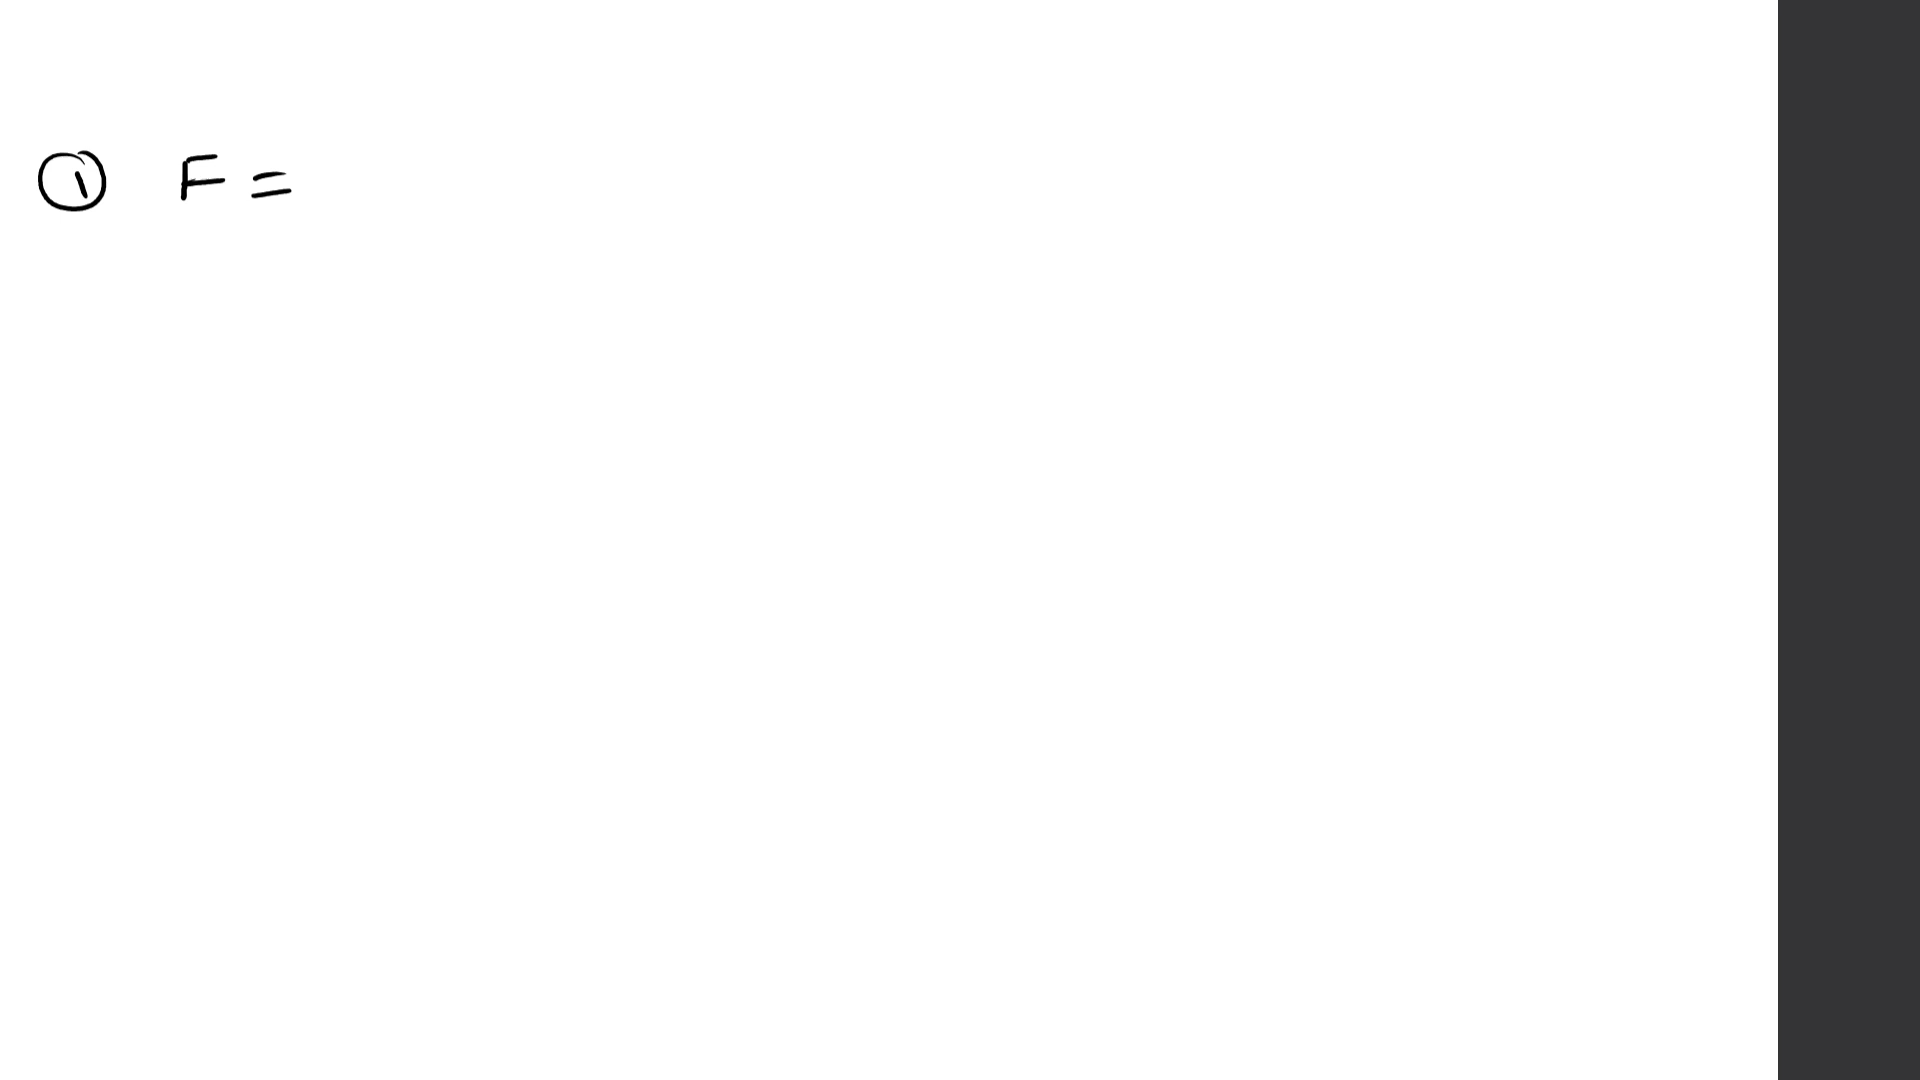 ① F =